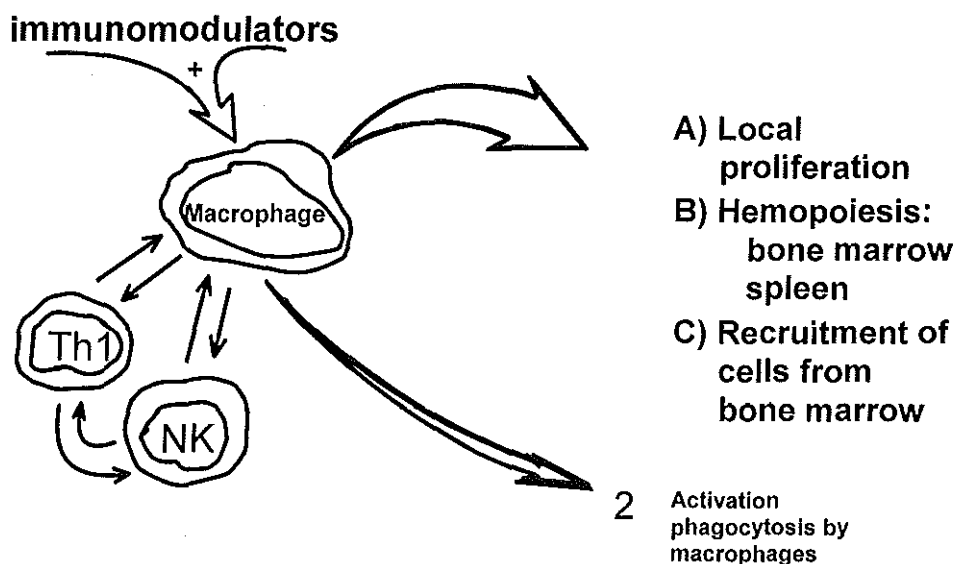 immunomodulators
+
Macrophage
Th1
NK
A) Local
proliferation
B) Hemopoiesis:
bone marrow
spleen
C) Recruitment of
cells from
bone marrow
2 Activation
phagocytosis by
macrophages